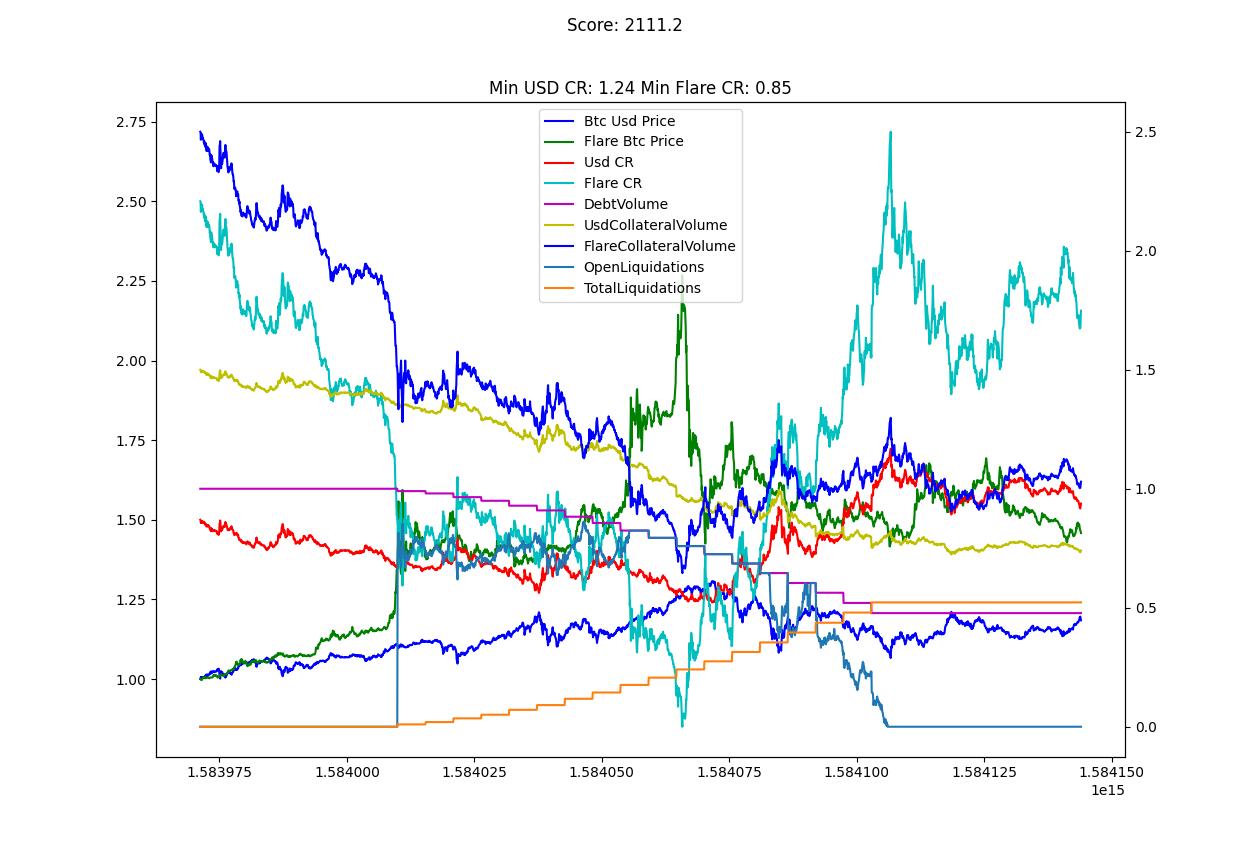 Score: 2111.2
Min USD CR: 1.24 Min Flare CR: 0.85
Btc Usd Price
Flare Btc Price
Usd CR
Flare CR
DebtVolume
UsdCollateralVolume
FlareCollateralVolume
OpenLiquidations
TotalLiquidations
2.75
2.50
2.25
2.00
1.75
1.50
1.25
1.00
2.5
2.0
1.5
1.0
0.5
0.0
1.583975 1.584000 1.584025 1.584050 1.584075 1.584100 1.584125 1.584150
1e15